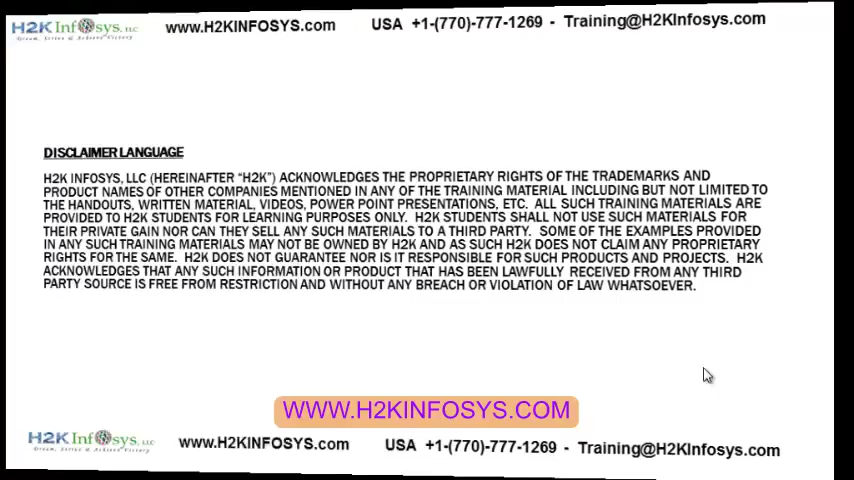 H2K Infosys, LLC
Dream, Strive & Achieve Victory
www.H2KINFOSYS.com
USA +1-(770)-777-1269 - Training@H2KInfosys.com
DISCLAIMER LANGUAGE
H2K INFOSYS, LLC (HEREINAFTER “H2K”) ACKNOWLEDGES THE PROPRIETARY RIGHTS OF THE TRADEMARKS AND
PRODUCT NAMES OF OTHER COMPANIES MENTIONED IN ANY OF THE TRAINING MATERIAL INCLUDING BUT NOT LIMITED TO
THE HANDOUTS, WRITTEN MATERIAL, VIDEOS, POWER POINT PRESENTATIONS, ETC. ALL SUCH TRAINING MATERIALS ARE
PROVIDED TO H2K STUDENTS FOR LEARNING PURPOSES ONLY. H2K STUDENTS SHALL NOT USE SUCH MATERIALS FOR
THEIR PRIVATE GAIN NOR CAN THEY SELL ANY SUCH MATERIALS TO A THIRD PARTY. SOME OF THE EXAMPLES PROVIDED
IN ANY SUCH TRAINING MATERIALS MAY NOT BE OWNED BY H2K AND AS SUCH H2K DOES NOT CLAIM ANY PROPRIETARY
RIGHTS FOR THE SAME. H2K DOES NOT GUARANTEE NOR IS IT RESPONSIBLE FOR SUCH PRODUCTS AND PROJECTS. H2K
ACKNOWLEDGES THAT ANY SUCH INFORMATION OR PRODUCT THAT HAS BEEN LAWFULLY RECEIVED FROM ANY THIRD
PARTY SOURCE IS FREE FROM RESTRICTION AND WITHOUT ANY BREACH OR VIOLATION OF LAW WHATSOEVER.
WWW.H2KINFOSYS.COM
H2K Infosys, LLC
Dream, Strive & Achieve Victory
www.H2KINFOSYS.com
USA +1-(770)-777-1269 - Training@H2KInfosys.com